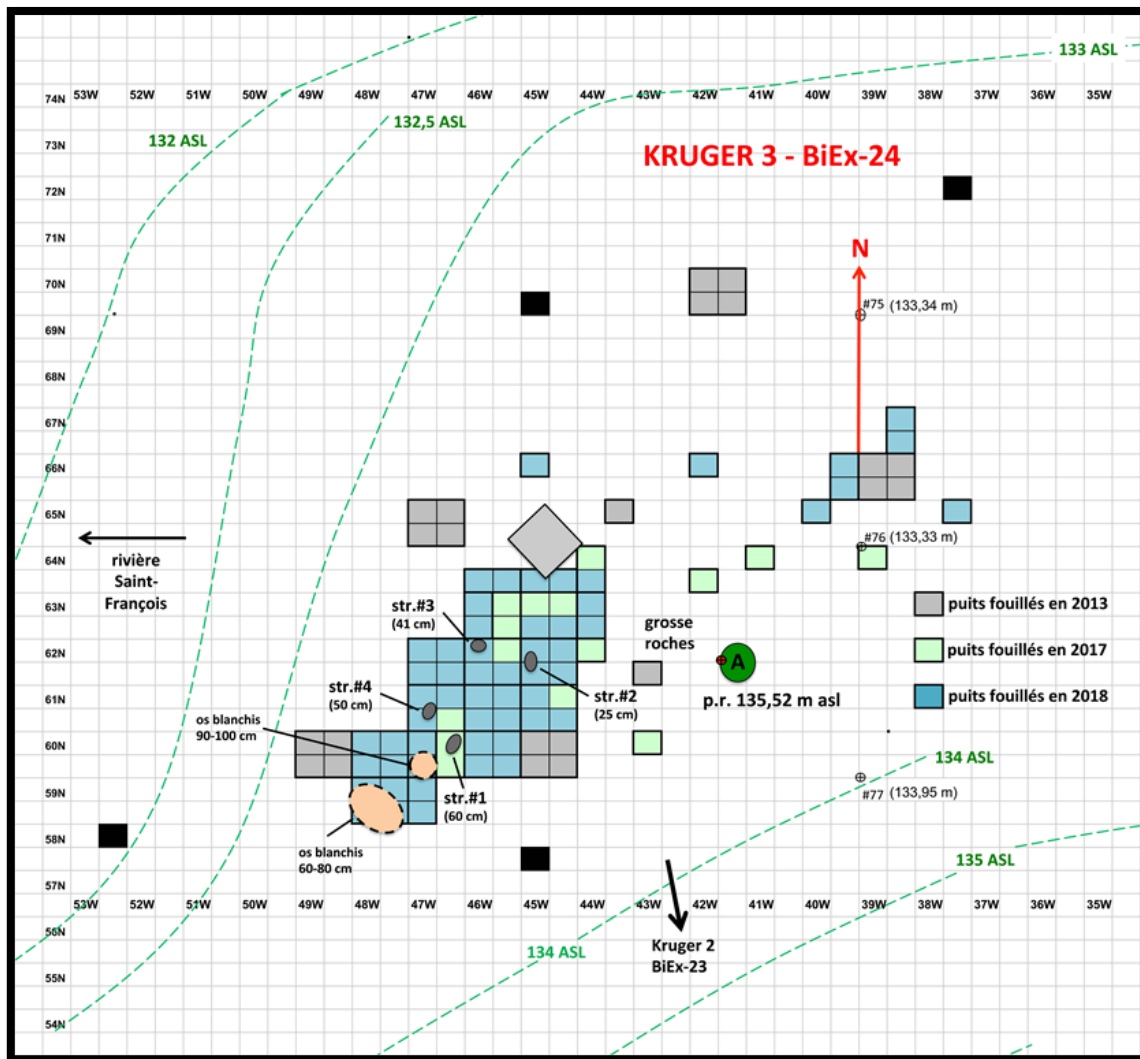 133 ASL
74N 53W 52W 51W 50W 49W 48W 47W 46W 45W 44W 43W 42W 41W 40W 39W 38W 37W 36W 35W
132,5 ASL
132 ASL
73N
KRUGER 3 - BiEx-24
72N
71N
N
70N
#75 (133,34 m)
69N
68N
67N
66N
65N
#76 (133,33 m)
64N
rivière
Saint-
François
63N
puits fouillés en 2013
str.#3
(41 cm)
grosse
roches
62N
puits fouillés en 2017
A
str.#4
(50 cm)
str.#2
(25 cm)
p.r. 135,52 m asl
puits fouillés en 2018
61N
os blanchis
90-100 cm
60N
134 ASL
#77 (133,95 m)
59N
str.#1
(60 cm)
58N
os blanchis
60-80 cm
135 ASL
57N
53W 52W 51W 50W 49W 48W 47W 46W 45W 44W 43W 42W 41W 40W 39W 38W 37W 36W 35W
56N
134 ASL
Kruger 2
BiEx-23
55N
54N